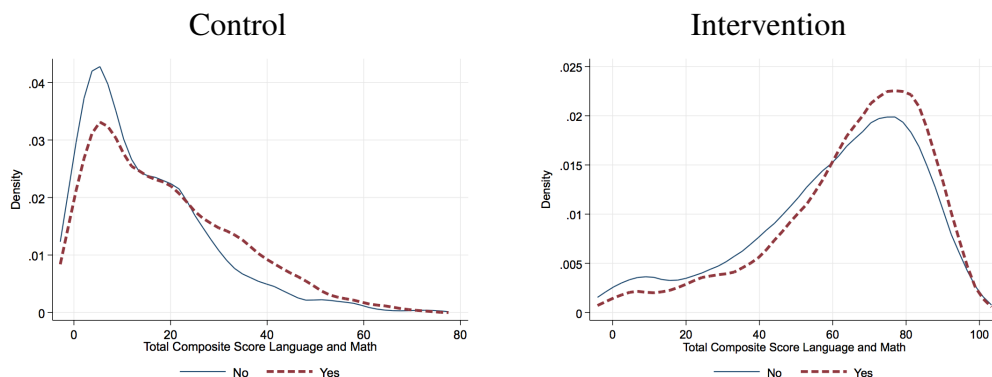 Control
.04
.03
.02
.01
0
Density
0 20 40 60 80
Total Composite Score Language and Math
No Yes
Intervention
.025
.02
.015
.01
.005
0
Density
0 20 40 60 80 100
Total Composite Score Language and Math
No Yes